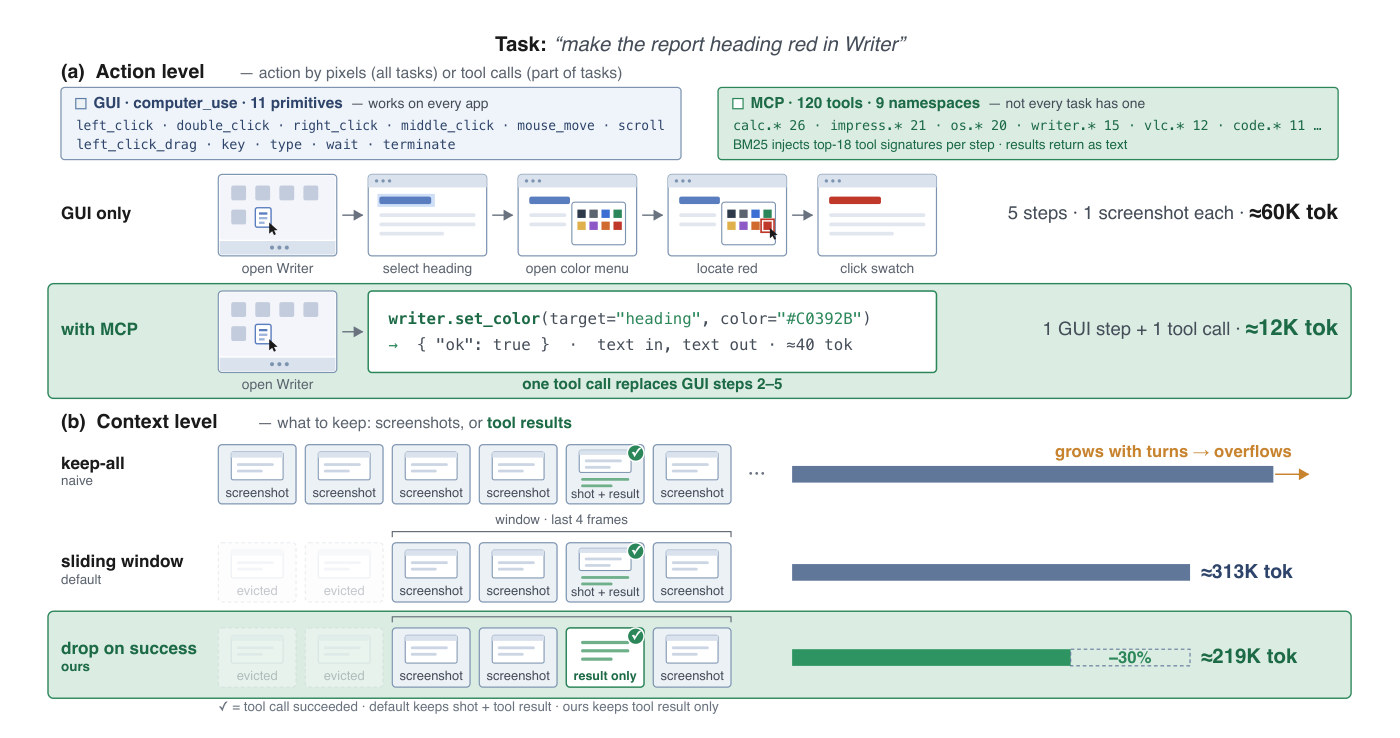 Task: “make the report heading red in Writer”
(a) Action level — action by pixels (all tasks) or tool calls (part of tasks)
GUI · computer_use · 11 primitives — works on every app
left_click · double_click · right_click · middle_click · mouse_move · scroll
left_click_drag · key · type · wait · terminate
MCP · 120 tools · 9 namespaces — not every task has one
calc.* 26 · impress.* 21 · os.* 20 · writer.* 15 · vlc.* 12 · code.* 11 …
BM25 injects top-18 tool signatures per step · results return as text
GUI only
open Writer
select heading
open color menu
locate red
click swatch
5 steps · 1 screenshot each · ≈60K tok
with MCP
open Writer
writer.set_color(target="heading", color="#C0392B")
→ { "ok": true } · text in, text out · ≈40 tok
one tool call replaces GUI steps 2–5
1 GUI step + 1 tool call · ≈12K tok
(b) Context level — what to keep: screenshots, or tool results
keep-all
naive
screenshot
screenshot
screenshot
screenshot
shot + result
screenshot
...
grows with turns → overflows
window · last 4 frames
sliding window
default
evicted
evicted
screenshot
screenshot
shot + result
screenshot
≈313K tok
drop on success
ours
evicted
evicted
screenshot
screenshot
result only
screenshot
−30%
≈219K tok
✓ = tool call succeeded · default keeps shot + tool result · ours keeps tool result only